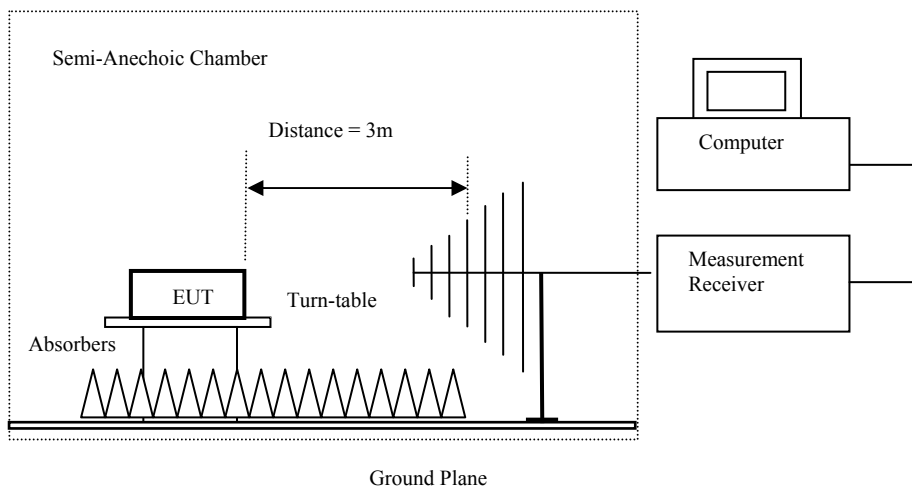 Semi-Anechoic Chamber
Distance = 3m
Computer
Measurement
Receiver
EUT
Turn-table
Absorbers
Ground Plane